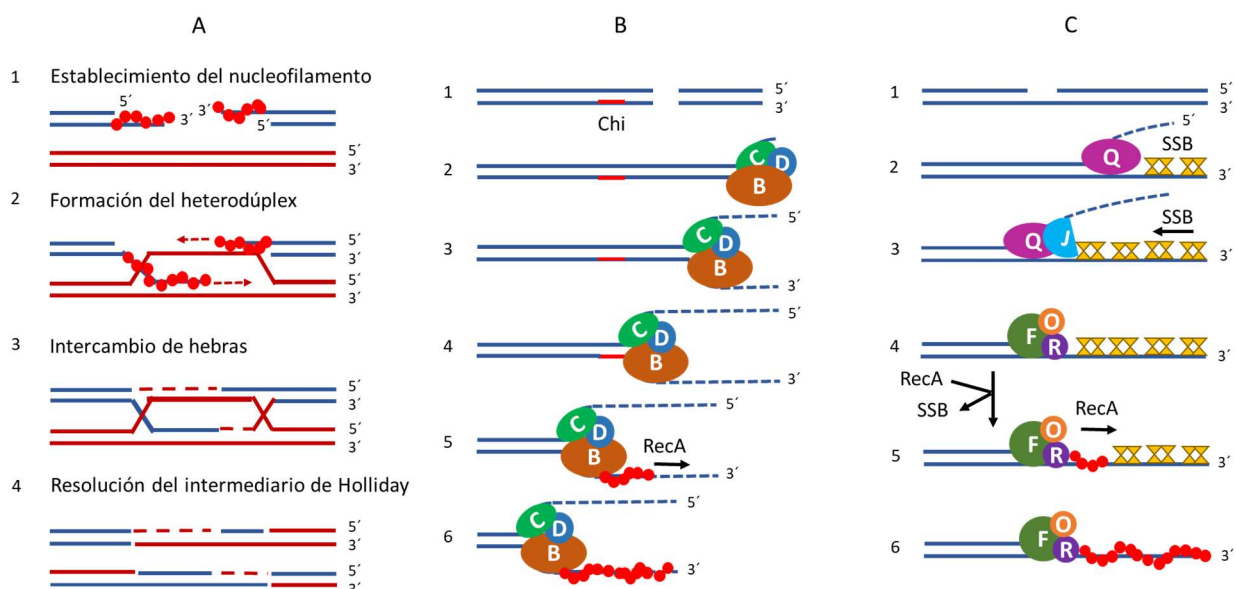 A
1 Establecimiento del nucleofilamento
5´
3´
3´
5´
5´
3´
2 Formación del heterodúplex
5´
3´
5´
3´
3 Intercambio de hebras
5´
3´
5´
3´
4 Resolución del intermediario de Holliday
5´
3´
5´
3´
B
1
5´
3´
Chi
2
C D
B
3
5´
C
D
B
3´
4
5´
C
D
B
3´
5
5´
C
D
B
RecA
3´
6
5´
C
D
B
3´
C
1
5´
3´
2
5´
Q
SSB
3´
3
5´
Q J
SSB
3´
4
F
O
R
3´
RecA
SSB
5
F
O
R
RecA
3´
6
F
O
R
3´